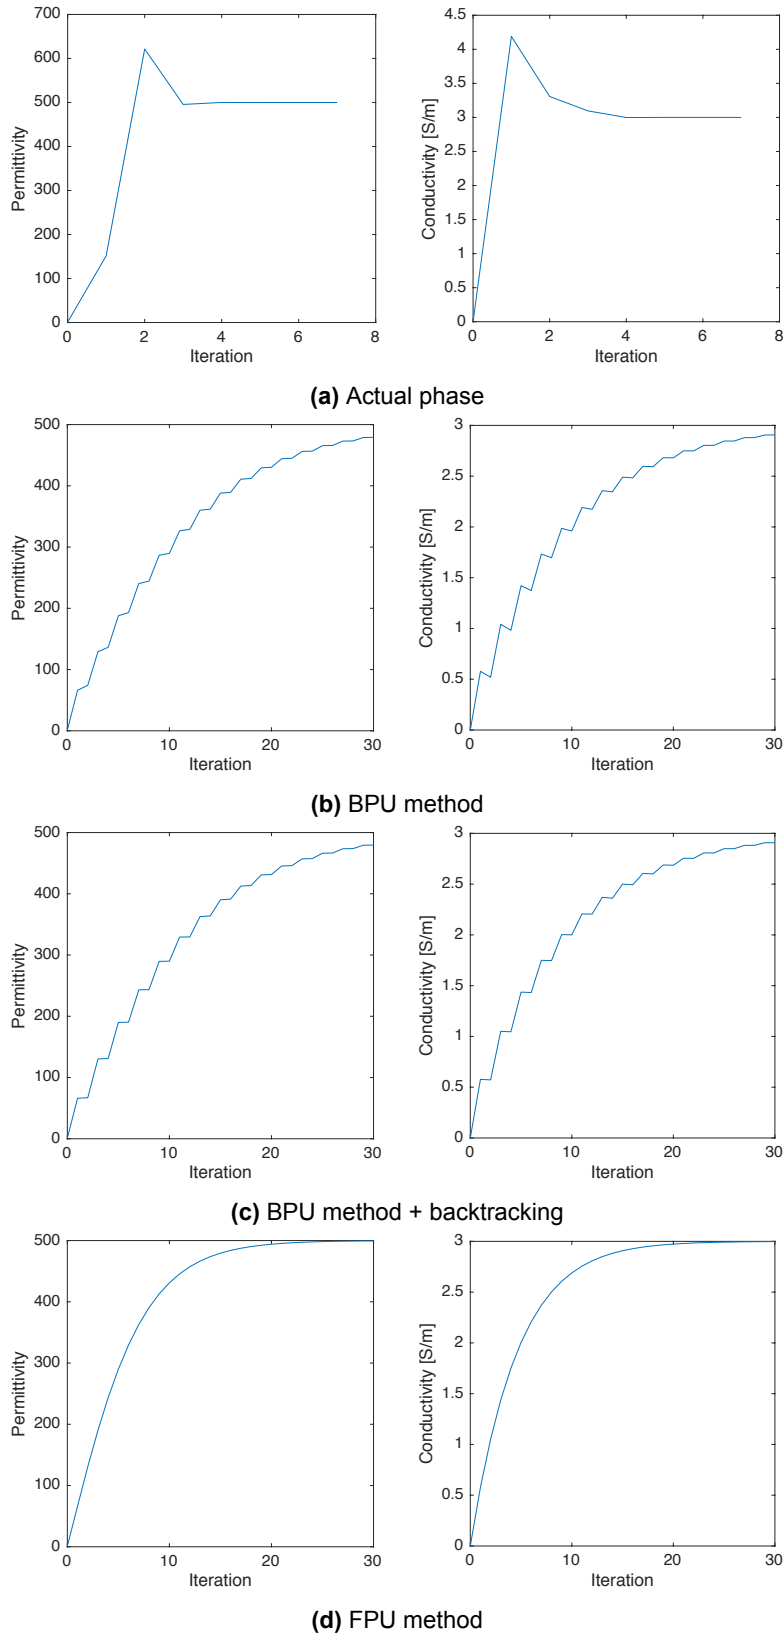 700
600
500
400
300
200
100
0
Permittivity
0 2 4 6 8
Iteration
4.5
4
3.5
3
2.5
2
1.5
1
0.5
0
Conductivity [S/m]
0 2 4 6 8
Iteration
(a) Actual phase
500
400
300
200
100
0
Permittivity
0 10 20 30
Iteration
3
2.5
2
1.5
1
0.5
0
Conductivity [S/m]
0 10 20 30
Iteration
(b) BPU method
500
400
300
200
100
0
Permittivity
0 10 20 30
Iteration
3
2.5
2
1.5
1
0.5
0
Conductivity [S/m]
0 10 20 30
Iteration
(c) BPU method + backtracking
500
400
300
200
100
0
Permittivity
0 10 20 30
Iteration
3
2.5
2
1.5
1
0.5
0
Conductivity [S/m]
0 10 20 30
Iteration
(d) FPU method